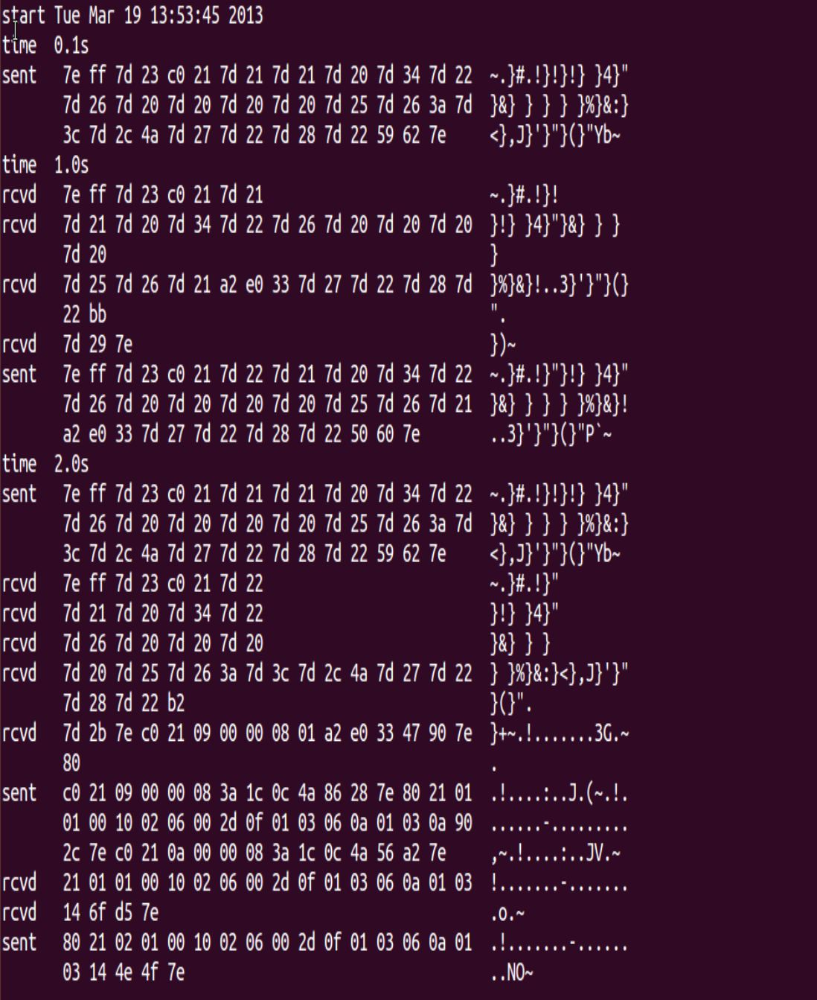 start Tue Mar 19 13:53:45 2013
time  0.1s
sent   7e ff 7d 23 c0 21 7d 21 7d 21 7d 20 7d 34 7d 22  ~.}#.!}!}!} }4}"
       7d 26 7d 20 7d 20 7d 20 7d 20 7d 25 7d 26 3a 7d  }&} } } } }%}&:}
       3c 7d 2c 4a 7d 27 7d 22 7d 28 7d 22 59 62 7e     <},J}'}"}(}"Yb~
time  1.0s
rcvd   7e ff 7d 23 c0 21 7d 21                          ~.}#.!}!
rcvd   7d 21 7d 20 7d 34 7d 22 7d 26 7d 20 7d 20 7d 20  }!} }4}"}&} } }
       7d 20                                            }
rcvd   7d 25 7d 26 7d 21 a2 e0 33 7d 27 7d 22 7d 28 7d  }%}&}!..3}'}"}(}
       22 bb                                            ".
rcvd   7d 29 7e                                         })~
sent   7e ff 7d 23 c0 21 7d 22 7d 21 7d 20 7d 34 7d 22  ~.}#.!}"}!} }4}"
       7d 26 7d 20 7d 20 7d 20 7d 20 7d 25 7d 26 7d 21  }&} } } } }%}&}!
       a2 e0 33 7d 27 7d 22 7d 28 7d 22 50 60 7e        ..3}'}"}(}"P`~
time  2.0s
sent   7e ff 7d 23 c0 21 7d 21 7d 21 7d 20 7d 34 7d 22  ~.}#.!}!}!} }4}"
       7d 26 7d 20 7d 20 7d 20 7d 20 7d 25 7d 26 3a 7d  }&} } } } }%}&:}
       3c 7d 2c 4a 7d 27 7d 22 7d 28 7d 22 59 62 7e     <},J}'}"}(}"Yb~
rcvd   7e ff 7d 23 c0 21 7d 22                          ~.}#.!}"
rcvd   7d 21 7d 20 7d 34 7d 22                          }!} }4}"
rcvd   7d 26 7d 20 7d 20 7d 20                          }&} } }
rcvd   7d 20 7d 25 7d 26 3a 7d 3c 7d 2c 4a 7d 27 7d 22  } }%}&:}<},J}'}"
       7d 28 7d 22 b2                                   }(}".
rcvd   7d 2b 7e c0 21 09 00 00 08 01 a2 e0 33 47 90 7e  }+~.!.......3G.~
       80                                               .
sent   c0 21 09 00 00 08 3a 1c 0c 4a 86 28 7e 80 21 01  .!....:..J.(~.!.
       01 00 10 02 06 00 2d 0f 01 03 06 0a 01 03 0a 90  ......-.........
       2c 7e c0 21 0a 00 00 08 3a 1c 0c 4a 56 a2 7e     ,~.!....:..JV.~
rcvd   21 01 01 00 10 02 06 00 2d 0f 01 03 06 0a 01 03  !.......-.......
rcvd   14 6f d5 7e                                      .o.~
sent   80 21 02 01 00 10 02 06 00 2d 0f 01 03 06 0a 01  .!.......-......
       03 14 4e 4f 7e                                   ..NO~